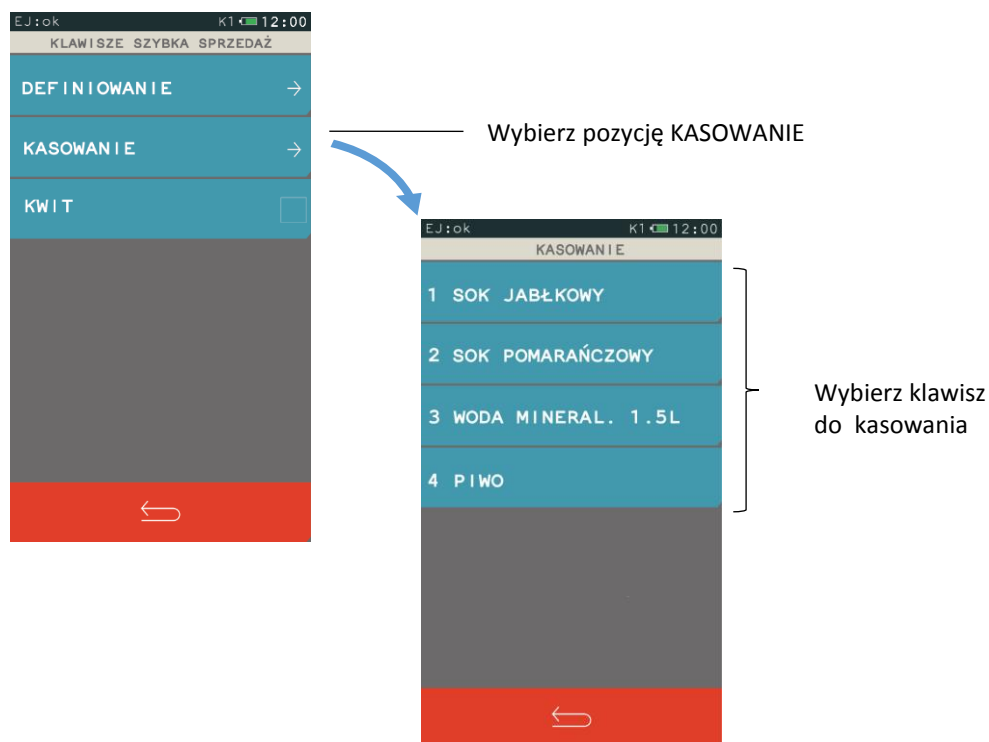 EJ:ok K1 12:00
KLAWISZE SZYBKA SPRZEDAŻ
DEFINIOWANIE →
KASOWANIE →
KWIT
Wybierz pozycję KASOWANIE
EJ:ok K1 12:00
KASOWANIE
1 SOK JABŁKOWY
2 SOK POMARAŃCZOWY
3 WODA MINERAL. 1.5L
4 PIWO
Wybierz klawisz
do kasowania